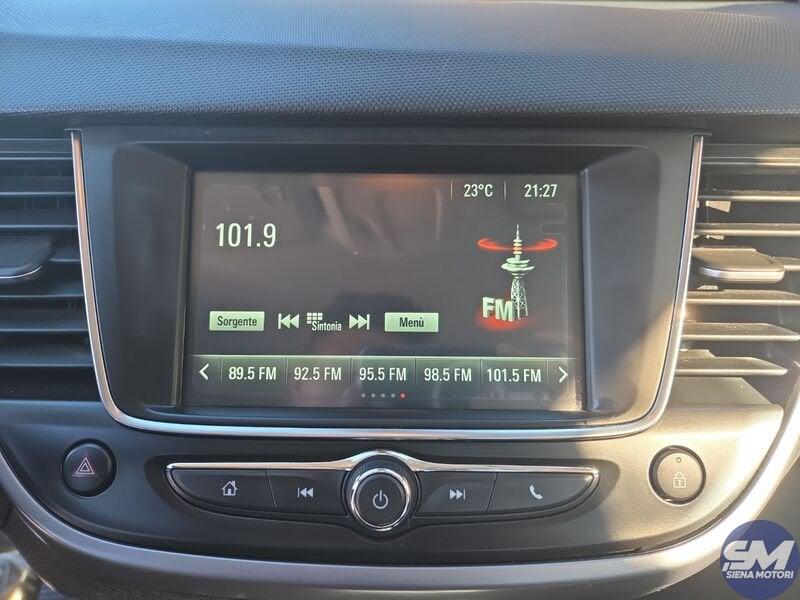 23°C 21:27
101.9
FM
Sorgente Sintonia Menù
89.5 FM 92.5 FM 95.5 FM 98.5 FM 101.5 FM
SM
SIENA MOTORI